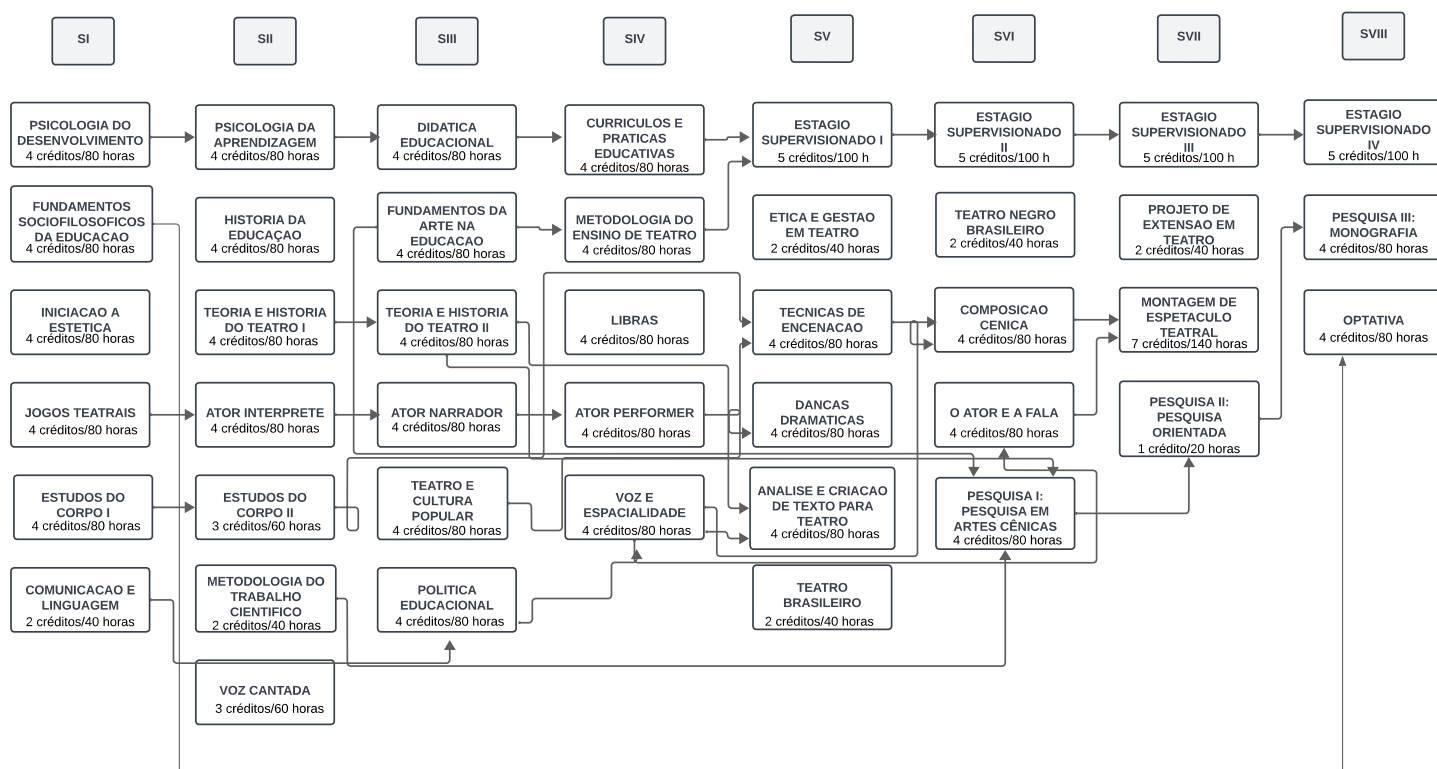 SI
SII
SIII
SIV
SV
SVI
SVII
SVIII
PSICOLOGIA DO
DESENVOLVIMENTO
4 créditos/80 horas
PSICOLOGIA DA
APRENDIZAGEM
4 créditos/80 horas
DIDATICA
EDUCACIONAL
4 créditos/80 horas
CURRICULOS E
PRATICAS
EDUCATIVAS
4 créditos/80 horas
ESTAGIO
SUPERVISIONADO I
5 créditos/100 h
ESTAGIO
SUPERVISIONADO
II
5 créditos/100 h
ESTAGIO
SUPERVISIONADO
III
5 créditos/100 h
ESTAGIO
SUPERVISIONADO
IV
5 créditos/100 h
FUNDAMENTOS
SOCIOFILOSOFICOS
DA EDUCACAO
4 créditos/80 horas
HISTORIA DA
EDUCAÇAO
4 créditos/80 horas
FUNDAMENTOS DA
ARTE NA
EDUCACAO
4 créditos/80 horas
METODOLOGIA DO
ENSINO DE TEATRO
4 créditos/80 horas
ETICA E GESTAO
EM TEATRO
2 créditos/40 horas
TEATRO NEGRO
BRASILEIRO
2 créditos/40 horas
PROJETO DE
EXTENSAO EM
TEATRO
2 créditos/40 horas
PESQUISA III:
MONOGRAFIA
4 créditos/80 horas
INICIACAO A
ESTETICA
4 créditos/80 horas
TEORIA E HISTORIA
DO TEATRO I
4 créditos/80 horas
TEORIA E HISTORIA
DO TEATRO II
4 créditos/80 horas
LIBRAS
4 créditos/80 horas
TECNICAS DE
ENCENACAO
4 créditos/80 horas
COMPOSICAO
CENICA
4 créditos/80 horas
MONTAGEM DE
ESPETACULO
TEATRAL
7 créditos/140 horas
OPTATIVA
4 créditos/80 horas
JOGOS TEATRAIS
4 créditos/80 horas
ATOR INTERPRETE
4 créditos/80 horas
ATOR NARRADOR
4 créditos/80 horas
ATOR PERFORMER
4 créditos/80 horas
DANCAS
DRAMATICAS
4 créditos/80 horas
O ATOR E A FALA
4 créditos/80 horas
PESQUISA II:
PESQUISA
ORIENTADA
1 crédito/20 horas
ESTUDOS DO
CORPO I
4 créditos/80 horas
ESTUDOS DO
CORPO II
3 créditos/60 horas
TEATRO E
CULTURA
POPULAR
4 créditos/80 horas
VOZ E
ESPACIALIDADE
4 créditos/80 horas
ANALISE E CRIACAO
DE TEXTO PARA
TEATRO
4 créditos/80 horas
PESQUISA I:
PESQUISA EM
ARTES CÊNICAS
4 créditos/80 horas
COMUNICACAO E
LINGUAGEM
2 créditos/40 horas
METODOLOGIA DO
TRABALHO
CIENTIFICO
2 créditos/40 horas
POLITICA
EDUCACIONAL
4 créditos/80 horas
TEATRO
BRASILEIRO
2 créditos/40 horas
VOZ CANTADA
3 créditos/60 horas